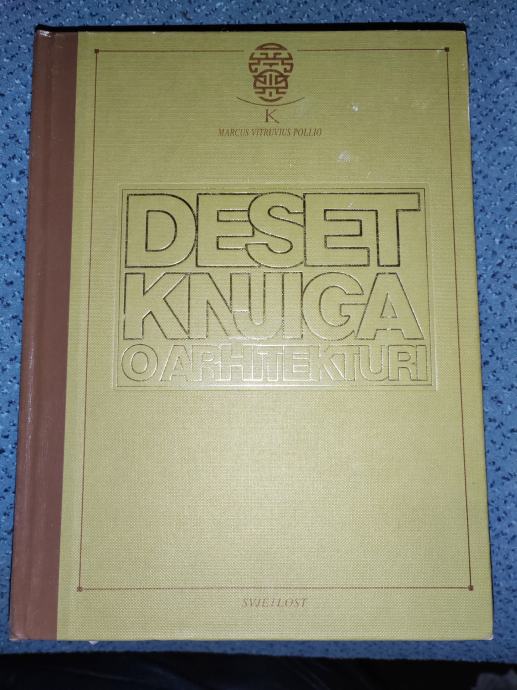 K
MARCUS VITRUVIUS POLLIO
DESET
KNJIGA
O ARHITEKTURI
SVJETLOST